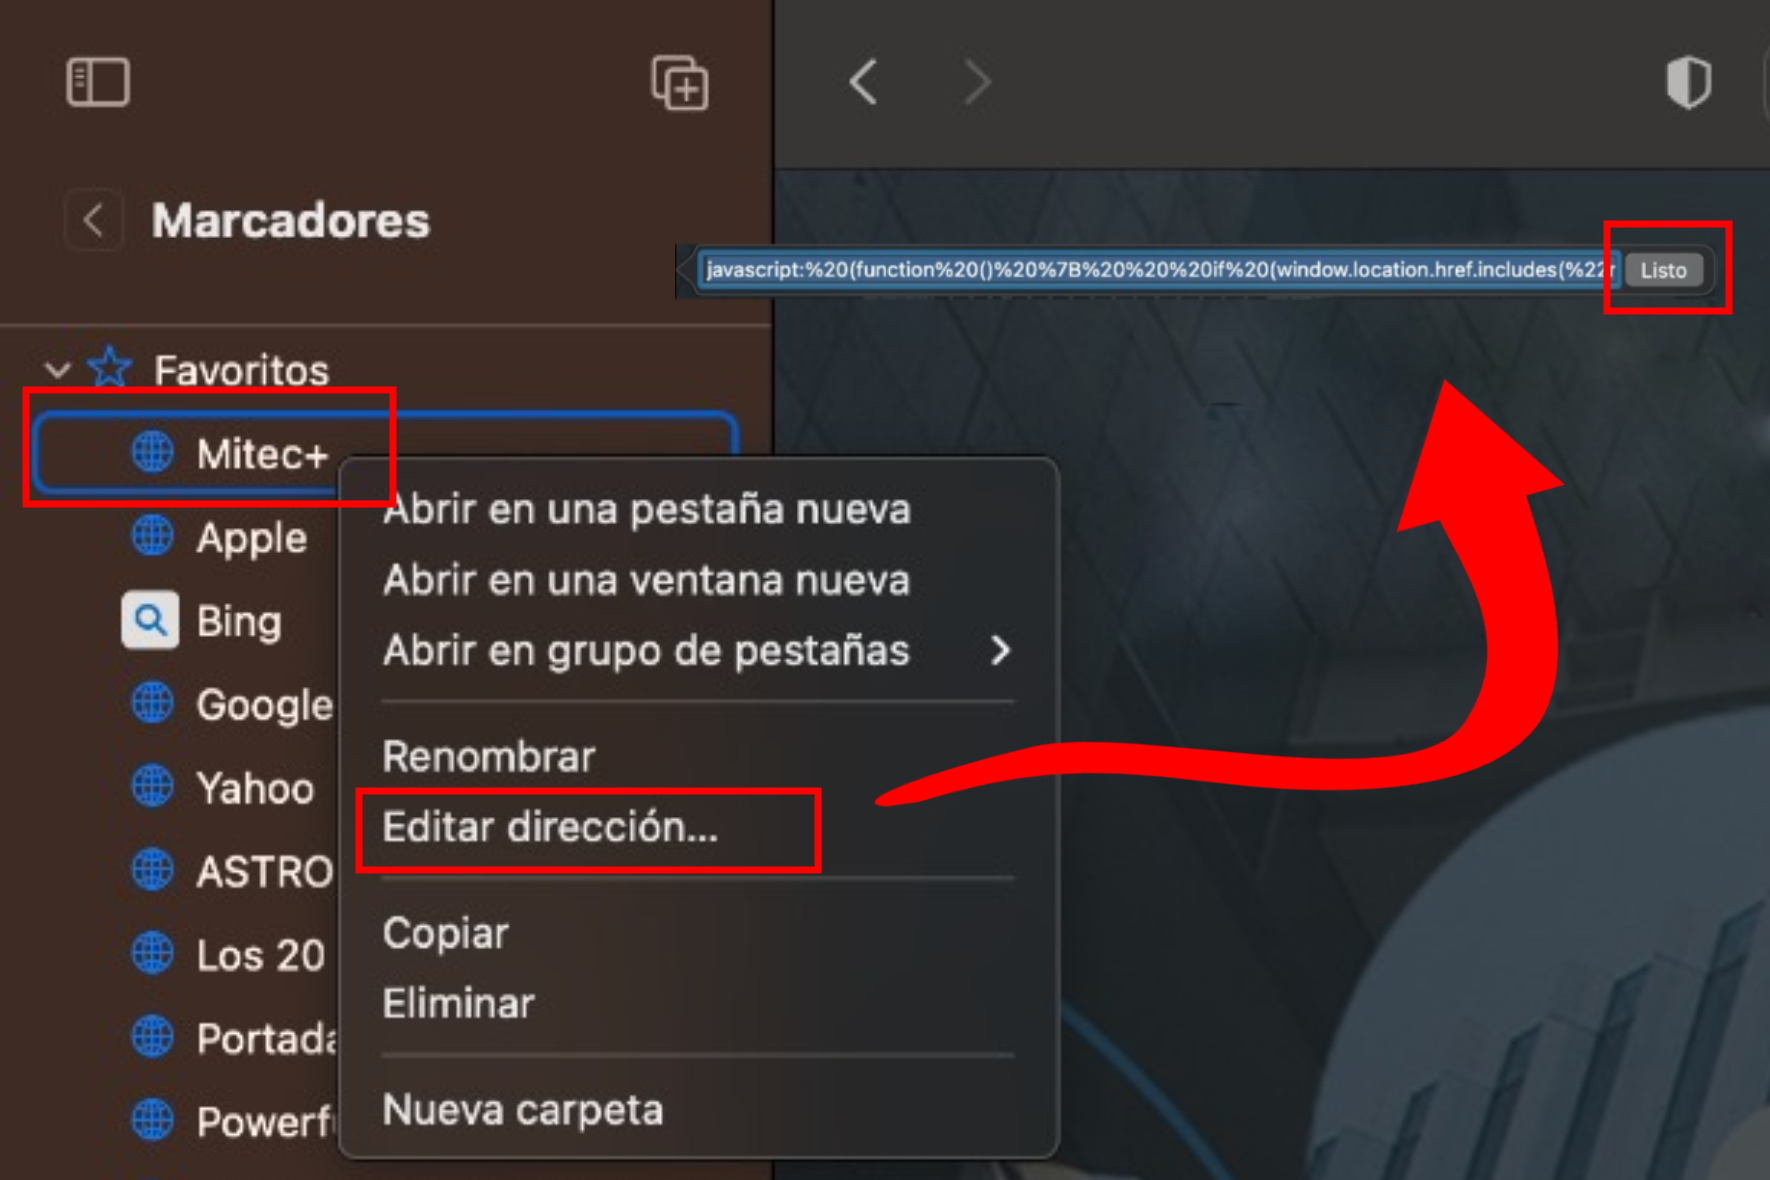 Marcadores
javascript:%20(function%20()%20%7B%20%20%20if%20(window.location.href.includes(%22r
Listo
Favoritos
Mitec+
Apple
Bing
Google
Yahoo
ASTRO
Los 20
Portada
Powerf
Abrir en una pestaña nueva
Abrir en una ventana nueva
Abrir en grupo de pestañas
Renombrar
Editar dirección...
Copiar
Eliminar
Nueva carpeta